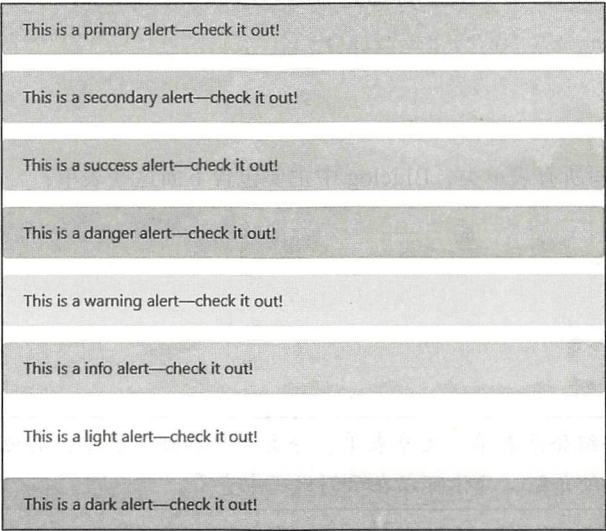 This is a primary alert—check it out!
This is a secondary alert—check it out!
This is a success alert—check it out!
This is a danger alert—check it out!
This is a warning alert—check it out!
This is a info alert—check it out!
This is a light alert—check it out!
This is a dark alert—check it out!